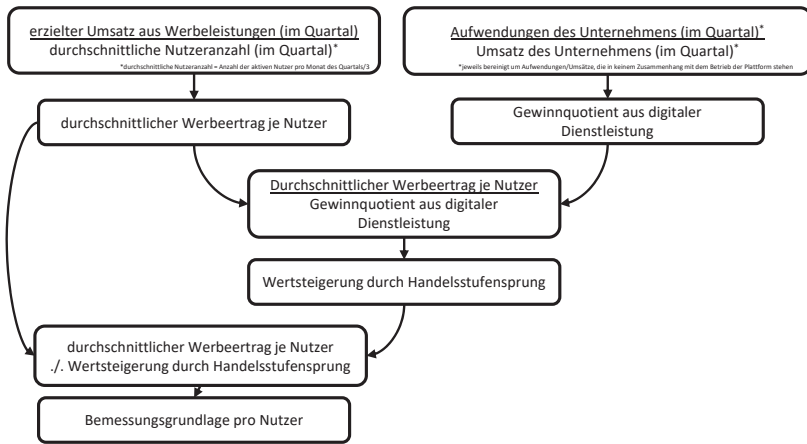 erzielter Umsatz aus Werbeleistungen (im Quartal)
durchschnittliche Nutzeranzahl (im Quartal)*
*durchschnittliche Nutzeranzahl = Anzahl der aktiven Nutzer pro Monat des Quartals/3
Aufwendungen des Unternehmens (im Quartal)*
Umsatz des Unternehmens (im Quartal)*
*jeweils bereinigt um Aufwendungen/Umsätze, die in keinem Zusammenhang mit dem Betrieb der Plattform stehen
durchschnittlicher Werbeertrag je Nutzer
Gewinnquotient aus digitaler
Dienstleistung
Durchschnittlicher Werbeertrag je Nutzer
Gewinnquotient aus digitaler
Dienstleistung
Wertsteigerung durch Handelsstufensprung
durchschnittlicher Werbeertrag je Nutzer
./. Wertsteigerung durch Handelsstufensprung
Bemessungsgrundlage pro Nutzer